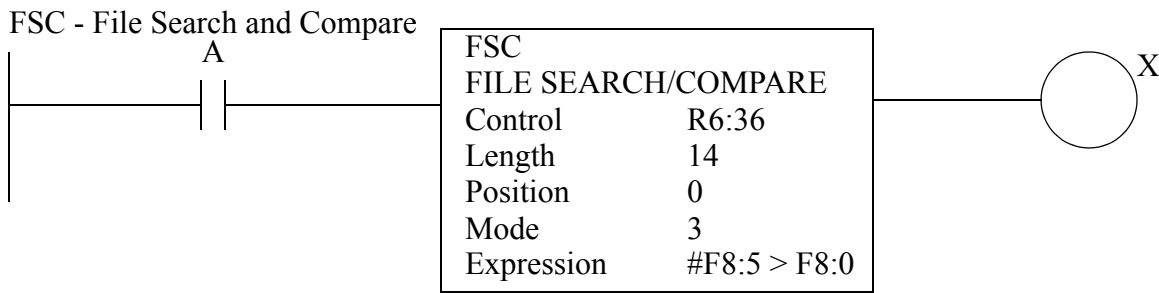 FSC - File Search and Compare
A
FSC
FILE SEARCH/COMPARE
Control R6:36
Length 14
Position 0
Mode 3
Expression #F8:5 > F8:0
X